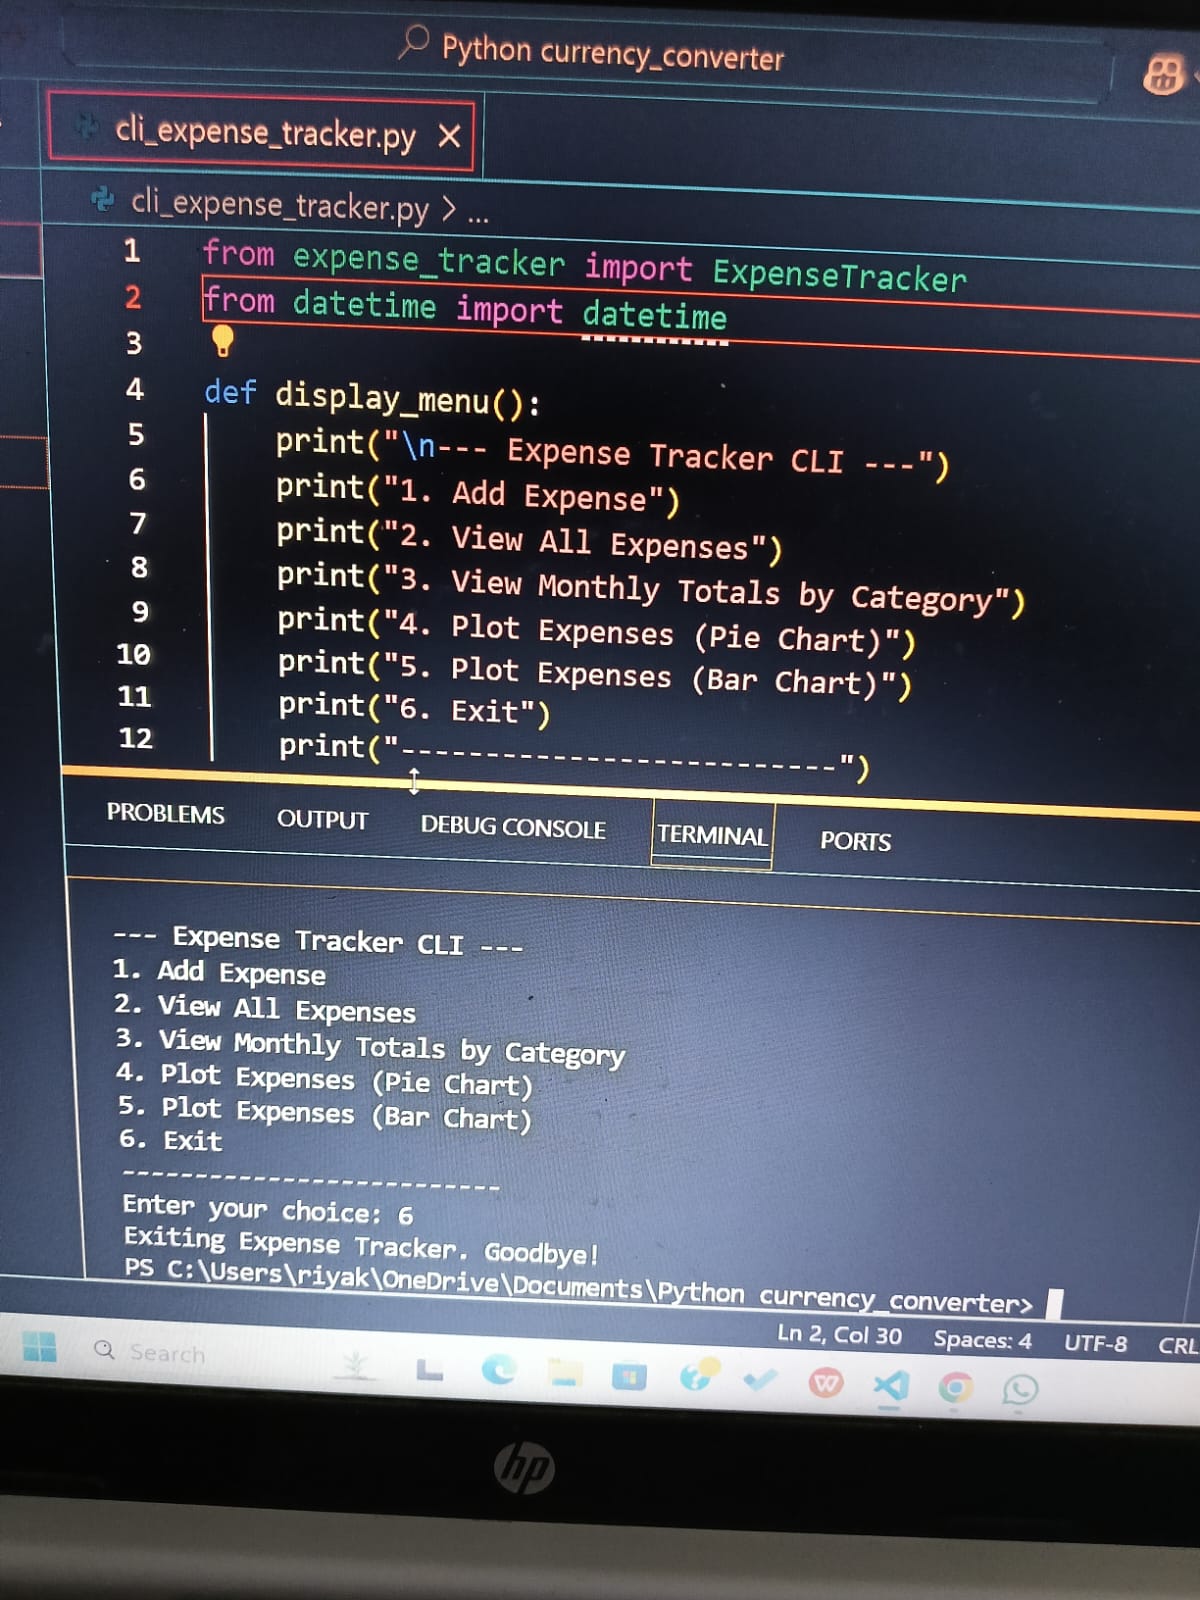 Python currency_converter
cli_expense_tracker.py
cli_expense_tracker.py > ...
1 from expense_tracker import ExpenseTracker
2 from datetime import datetime
3
4 def display_menu():
5 print("\n--- Expense Tracker CLI ---")
6 print("1. Add Expense")
7 print("2. View All Expenses")
8 print("3. View Monthly Totals by Category")
9 print("4. Plot Expenses (Pie Chart)")
10 print("5. Plot Expenses (Bar Chart)")
11 print("6. Exit")
12 print("--------------------------")
PROBLEMS OUTPUT DEBUG CONSOLE TERMINAL PORTS
--- Expense Tracker CLI ---
1. Add Expense
2. View All Expenses
3. View Monthly Totals by Category
4. Plot Expenses (Pie Chart)
5. Plot Expenses (Bar Chart)
6. Exit
--------------------------
Enter your choice: 6
Exiting Expense Tracker. Goodbye!
PS C:\Users\riyak\OneDrive\Documents\Python currency_converter>
Ln 2, Col 30 Spaces: 4 UTF-8 CRL
Search
hp